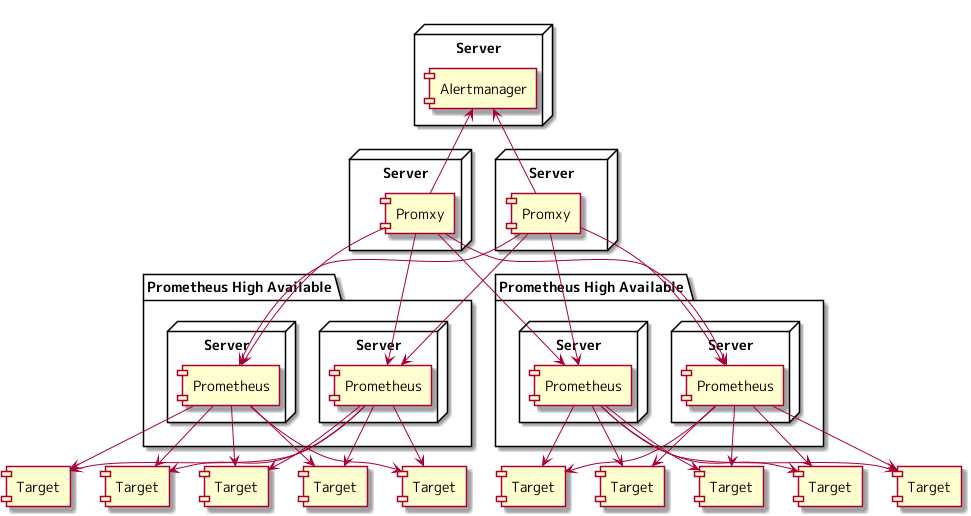 Server
Alertmanager
Server
Server
Promxy
Promxy
Prometheus High Available
Prometheus High Available
Server
Server
Server
Server
Prometheus
Prometheus
Prometheus
Prometheus
Target
Target
Target
Target
Target
Target
Target
Target
Target
Target